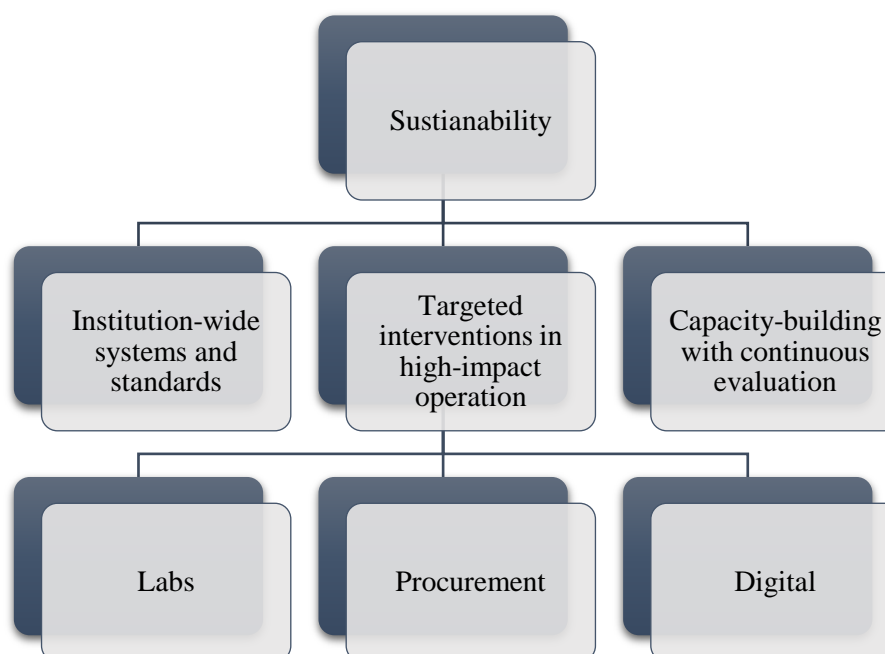 Sustianability
Institution-wide
systems and
standards
Targeted
interventions in
high-impact
operation
Capacity-building
with continuous
evaluation
Labs
Procurement
Digital